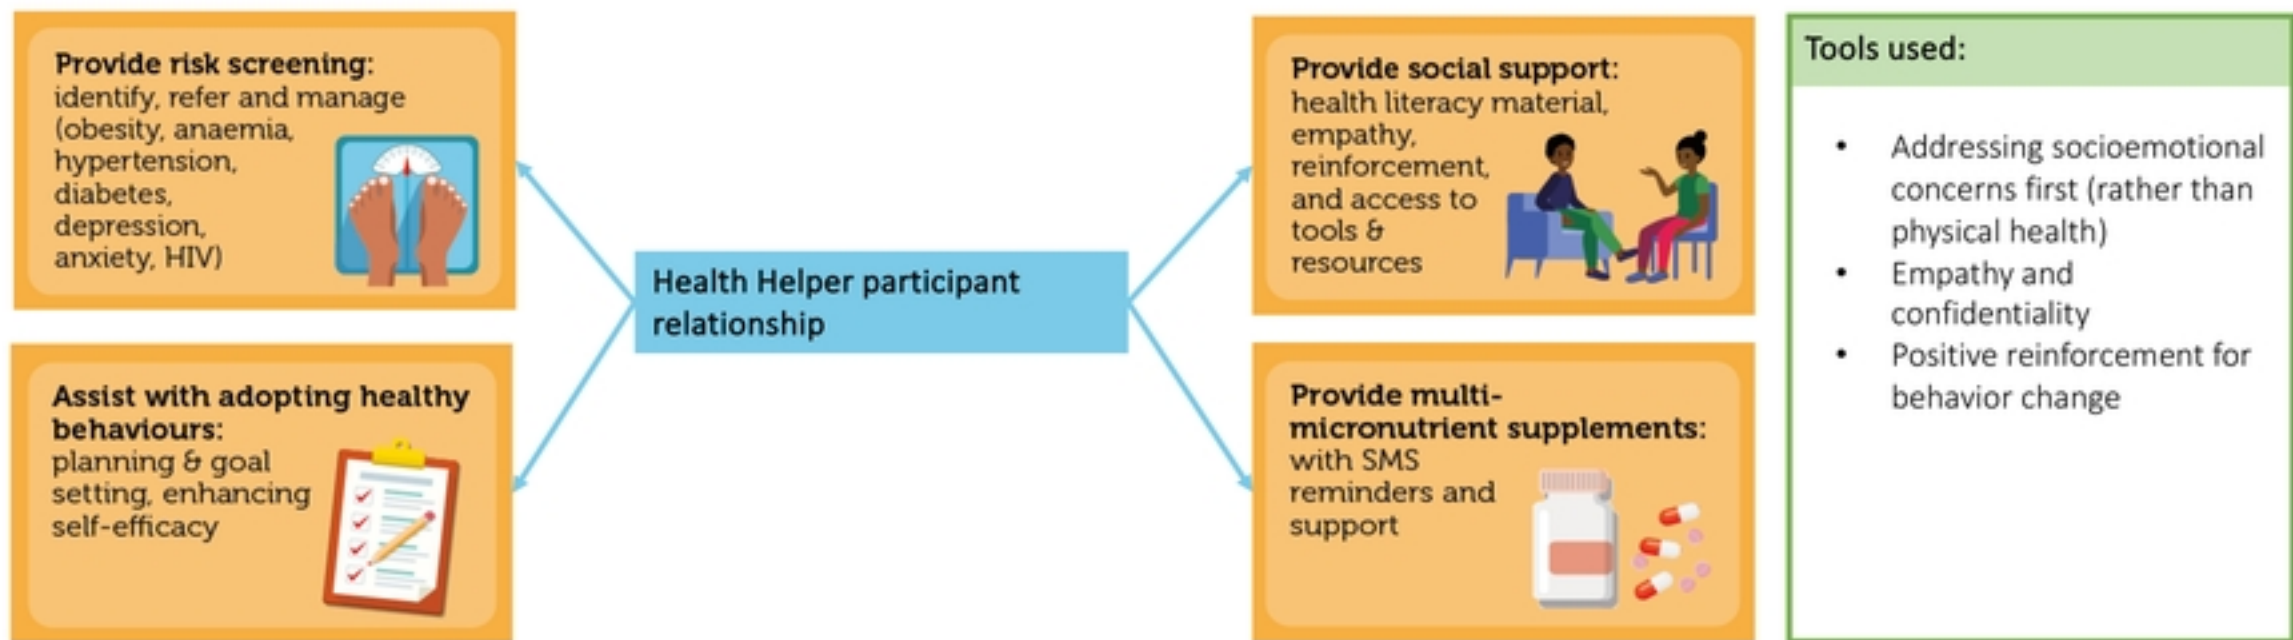 Provide risk screening:
identify, refer and manage
(obesity, anaemia,
hypertension,
diabetes,
depression,
anxiety, HIV)
Assist with adopting healthy
behaviours:
planning & goal
setting, enhancing
self-efficacy
Health Helper participant
relationship
Provide social support:
health literacy material,
empathy,
reinforcement,
and access to
tools &
resources
Provide multi-
micronutrient supplements:
with SMS
reminders and
support
Tools used:
• Addressing socioemotional
concerns first (rather than
physical health)
• Empathy and
confidentiality
• Positive reinforcement for
behavior change